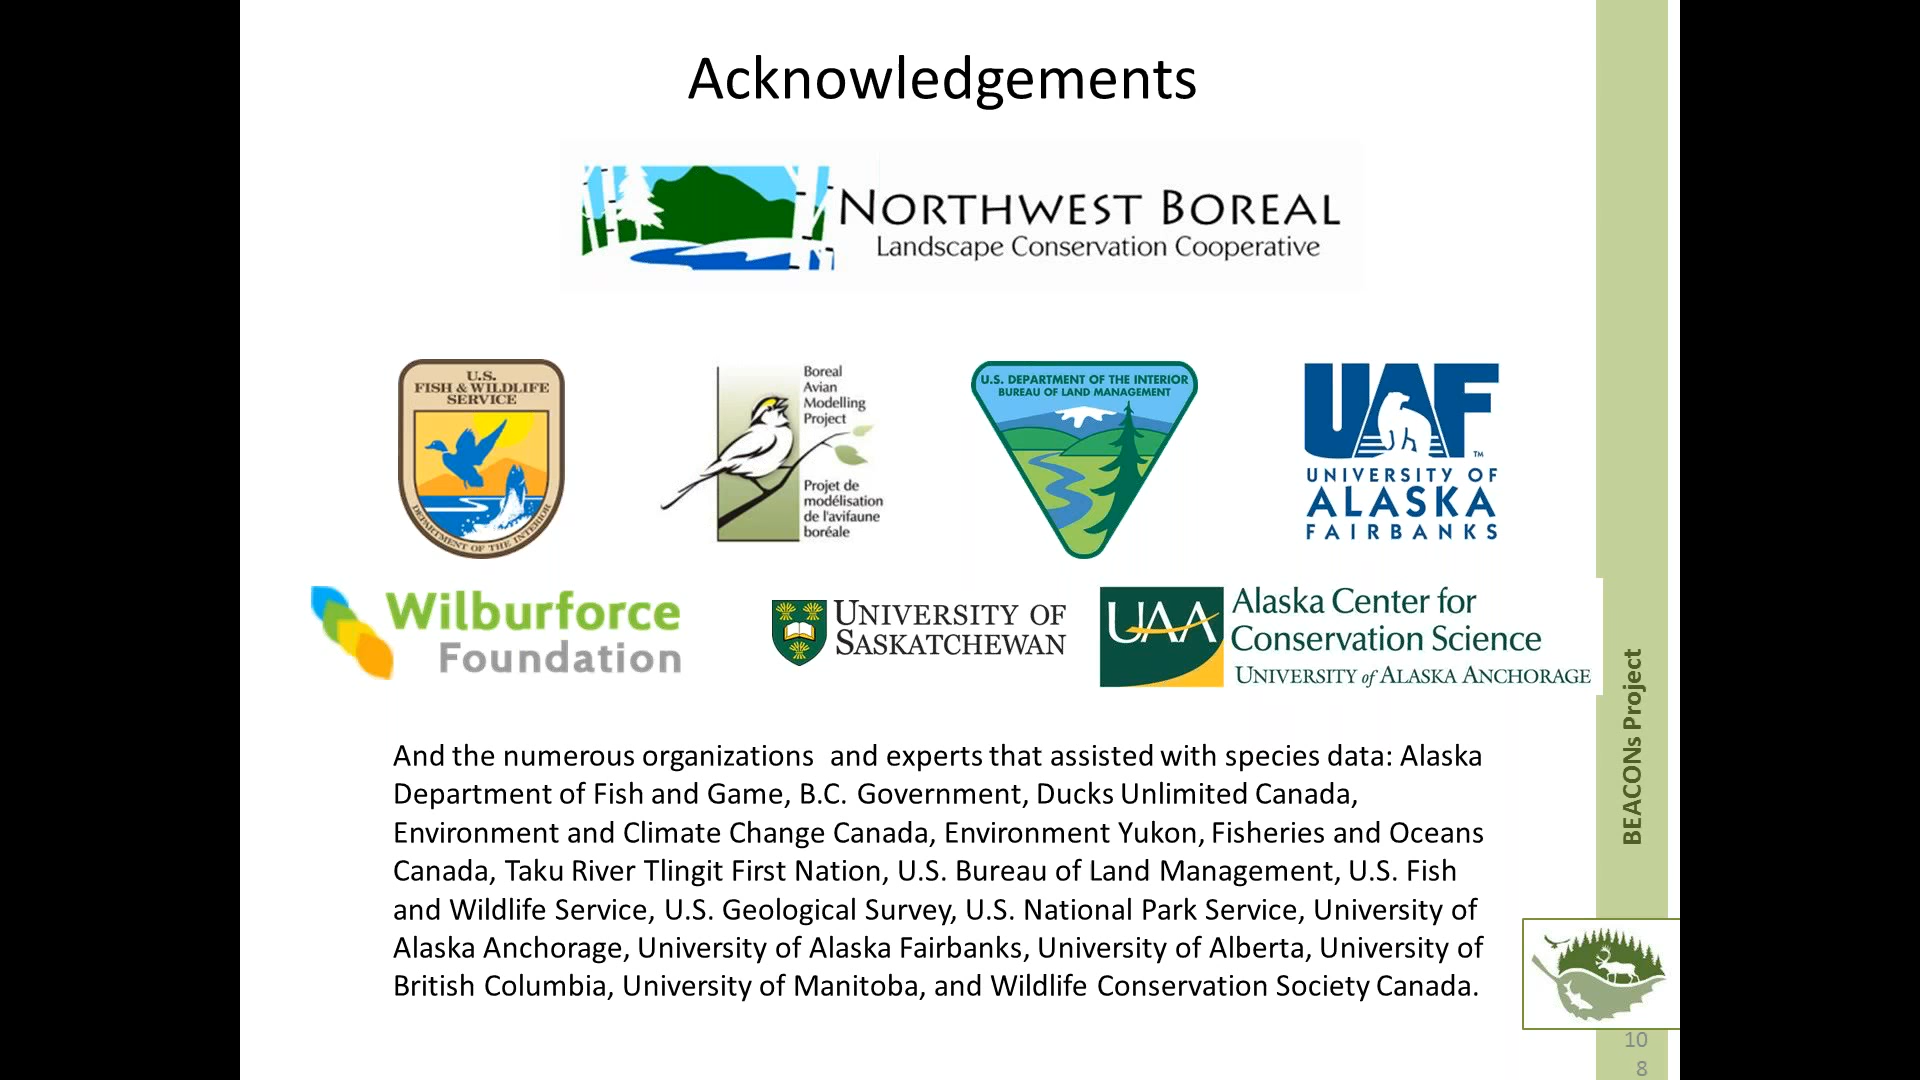 Acknowledgements
NORTHWEST BOREAL
Landscape Conservation Cooperative
U.S.
FISH & WILDLIFE
SERVICE
DEPARTMENT OF THE INTERIOR
Boreal
Avian
Modelling
Project
Projet de
modélisation
de l'avifaune
boréale
U.S. DEPARTMENT OF THE INTERIOR
BUREAU OF LAND MANAGEMENT
UAF
TM
UNIVERSITY OF
ALASKA
FAIRBANKS
Wilburforce
Foundation
UNIVERSITY OF
SASKATCHEWAN
UAA
Alaska Center for
Conservation Science
UNIVERSITY of ALASKA ANCHORAGE
And the numerous organizations and experts that assisted with species data: Alaska
Department of Fish and Game, B.C. Government, Ducks Unlimited Canada,
Environment and Climate Change Canada, Environment Yukon, Fisheries and Oceans
Canada, Taku River Tlingit First Nation, U.S. Bureau of Land Management, U.S. Fish
and Wildlife Service, U.S. Geological Survey, U.S. National Park Service, University of
Alaska Anchorage, University of Alaska Fairbanks, University of Alberta, University of
British Columbia, University of Manitoba, and Wildlife Conservation Society Canada.
BEACONs Project
10
8